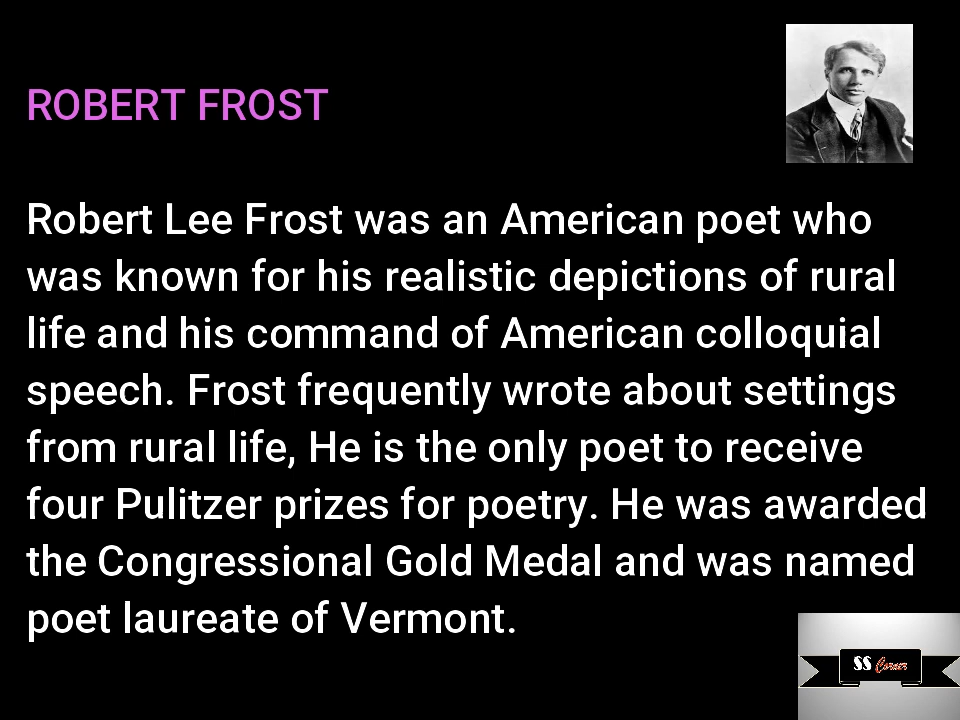 ROBERT FROST
Robert Lee Frost was an American poet who
was known for his realistic depictions of rural
life and his command of American colloquial
speech. Frost frequently wrote about settings
from rural life, He is the only poet to receive
four Pulitzer prizes for poetry. He was awarded
the Congressional Gold Medal and was named
poet laureate of Vermont.
SS Corner